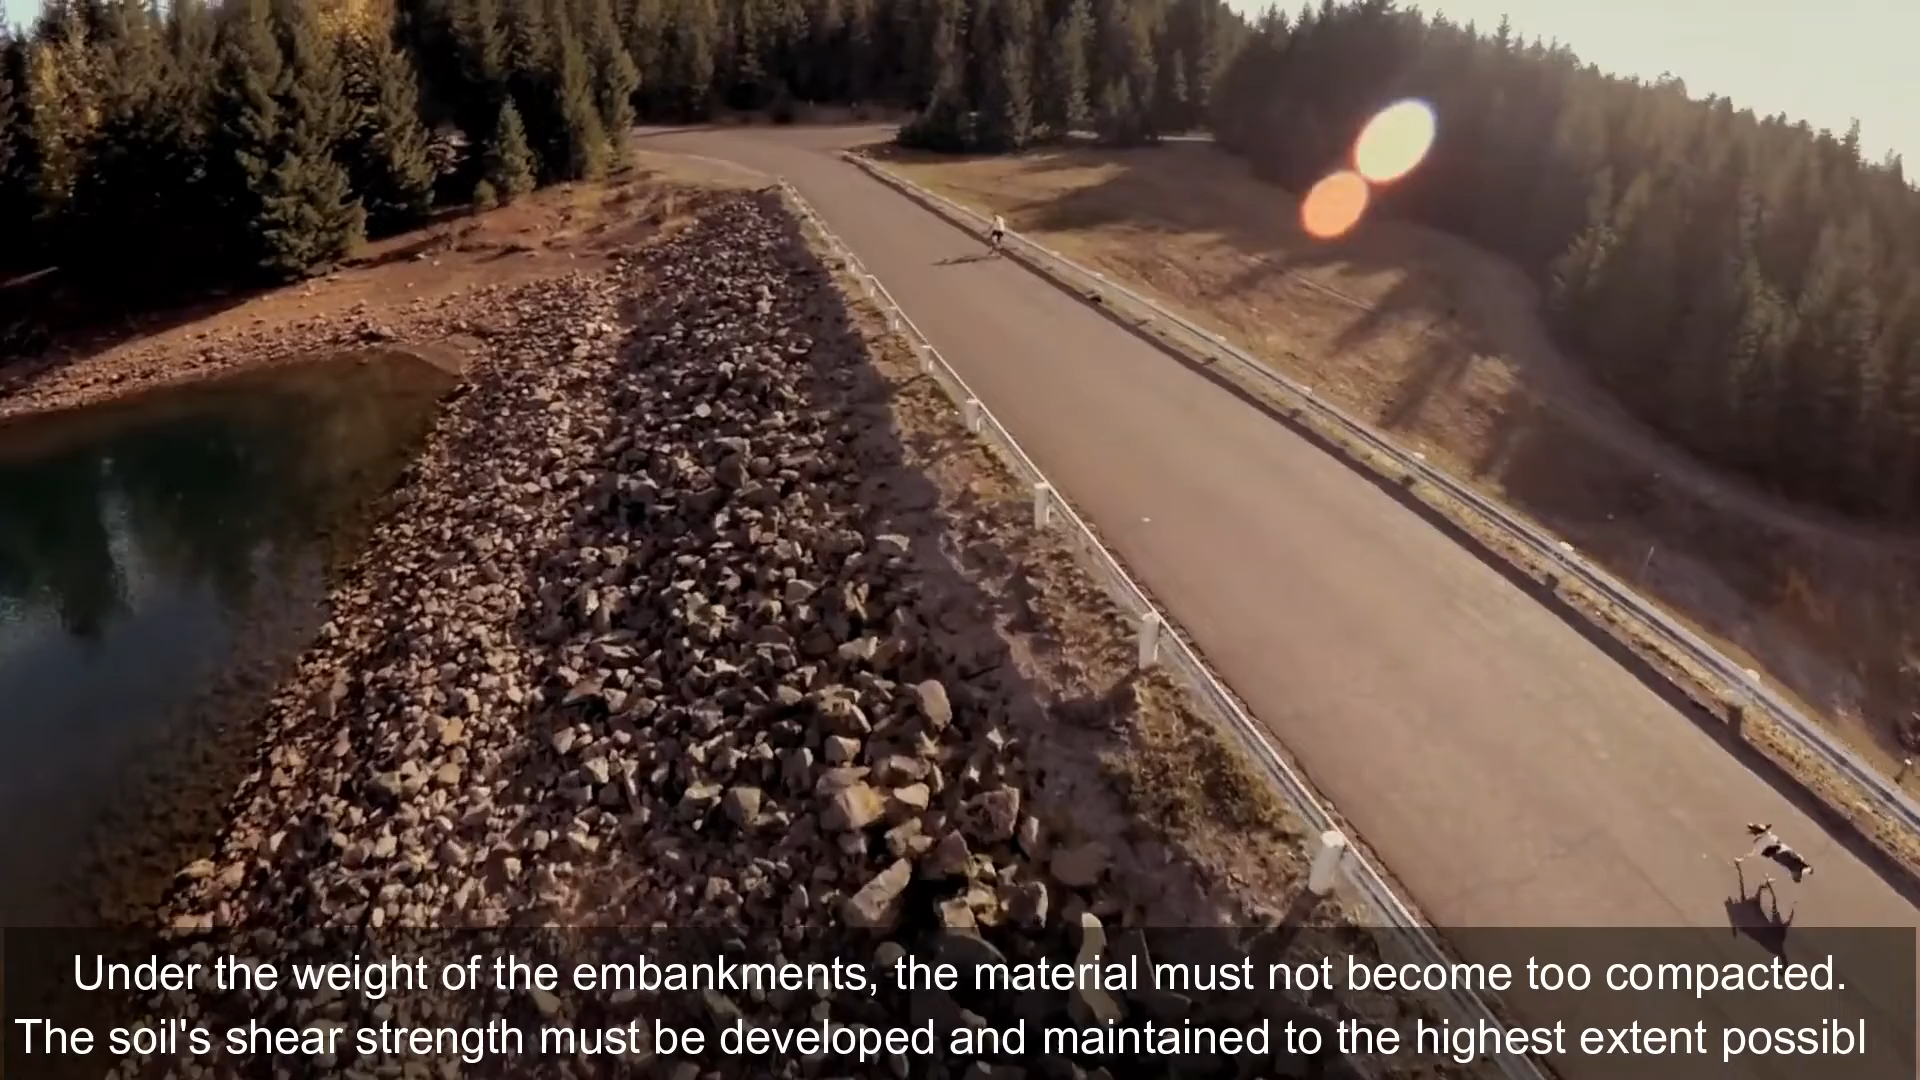 Under the weight of the embankments, the material must not become too compacted.
The soil's shear strength must be developed and maintained to the highest extent possibl